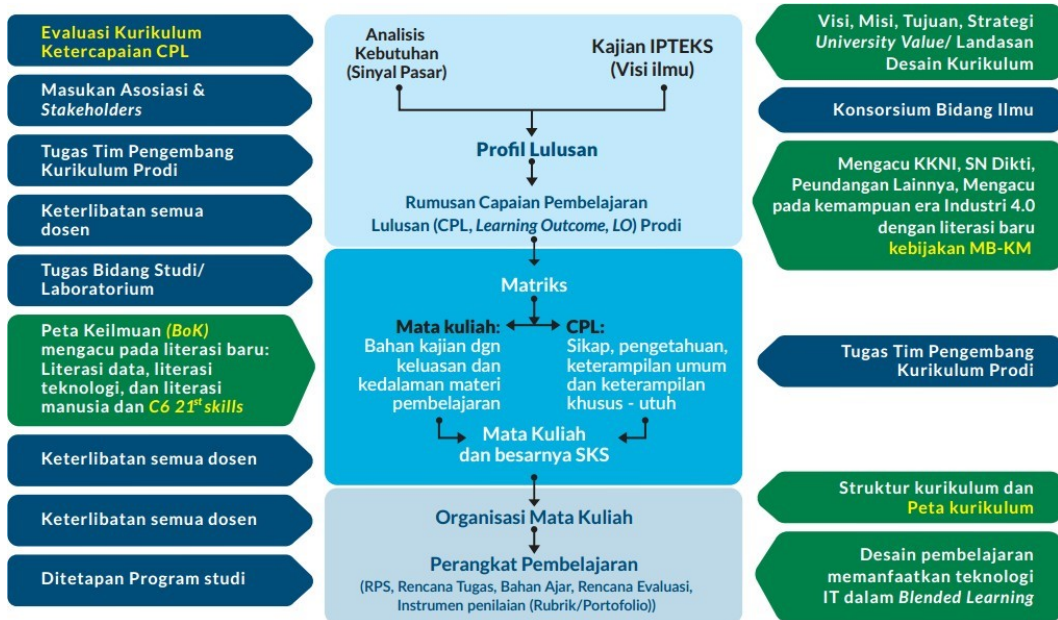 Evaluasi Kurikulum
Ketercapaian CPL
Masukan Asosiasi &
Stakeholders
Tugas Tim Pengembang
Kurikulum Prodi
Keterlibatan semua
dosen
Tugas Bidang Studi/
Laboratorium
Peta Keilmuan (BoK)
mengacu pada literasi baru:
Literasi data, literasi
teknologi, dan literasi
manusia dan C6 21st skills
Keterlibatan semua dosen
Keterlibatan semua dosen
Ditetapan Program studi
Analisis
Kebutuhan
(Sinyal Pasar)
Kajian IPTEKS
(Visi ilmu)
Profil Lulusan
Rumusan Capaian Pembelajaran
Lulusan (CPL, Learning Outcome, LO) Prodi
Matriks
Mata kuliah:
Bahan kajian dgn
keluasan dan
kedalaman materi
pembelajaran
CPL:
Sikap, pengetahuan,
keterampilan umum
dan keterampilan
khusus - utuh
Mata Kuliah
dan besarnya SKS
Organisasi Mata Kuliah
Perangkat Pembelajaran
(RPS, Rencana Tugas, Bahan Ajar, Rencana Evaluasi,
Instrumen penilaian (Rubrik/Portofolio))
Visi, Misi, Tujuan, Strategi
University Value/ Landasan
Desain Kurikulum
Konsorsium Bidang Ilmu
Mengacu KKNI, SN Dikti,
Peundangan Lainnya, Mengacu
pada kemampuan era Industri 4.0
dengan literasi baru
kebijakan MB-KM
Tugas Tim Pengembang
Kurikulum Prodi
Struktur kurikulum dan
Peta kurikulum
Desain pembelajaran
memanfaatkan teknologi
IT dalam Blended Learning